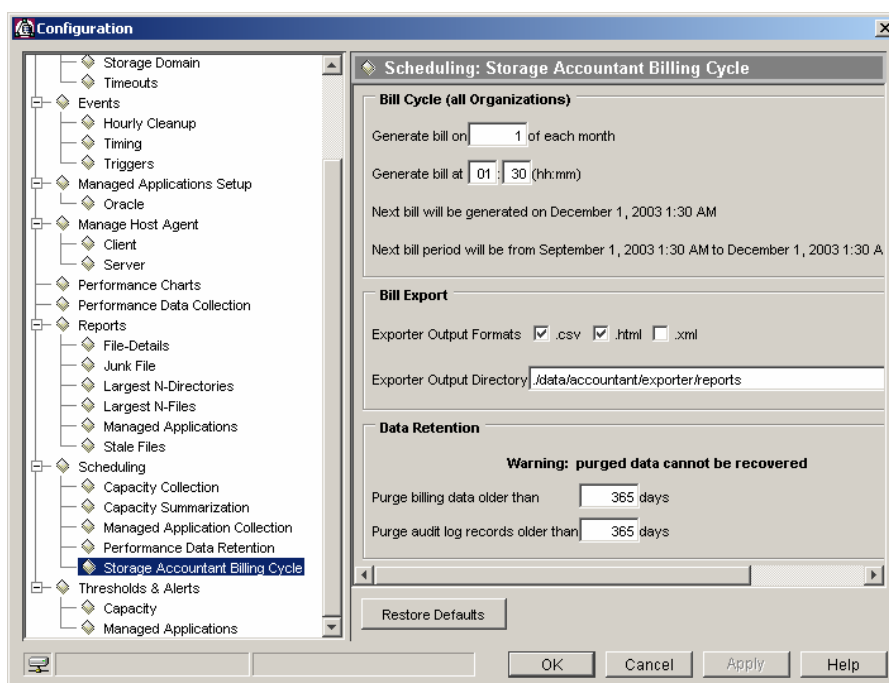 Configuration
Storage Domain
Timeouts
Events
Hourly Cleanup
Timing
Triggers
Managed Applications Setup
Oracle
Manage Host Agent
Client
Server
Performance Charts
Performance Data Collection
Reports
File-Details
Junk File
Largest N-Directories
Largest N-Files
Managed Applications
Stale Files
Scheduling
Capacity Collection
Capacity Summarization
Managed Application Collection
Performance Data Retention
Storage Accountant Billing Cycle
Thresholds & Alerts
Capacity
Managed Applications
Scheduling: Storage Accountant Billing Cycle
Bill Cycle (all Organizations)
Generate bill on 1 of each month
Generate bill at 01 : 30 (hh:mm)
Next bill will be generated on December 1, 2003 1:30 AM
Next bill period will be from September 1, 2003 1:30 AM to December 1, 2003 1:30 A
Bill Export
Exporter Output Formats .csv .html .xml
Exporter Output Directory ./data/accountant/exporter/reports
Data Retention
Warning: purged data cannot be recovered
Purge billing data older than 365 days
Purge audit log records older than 365 days
Restore Defaults
OK Cancel Apply Help